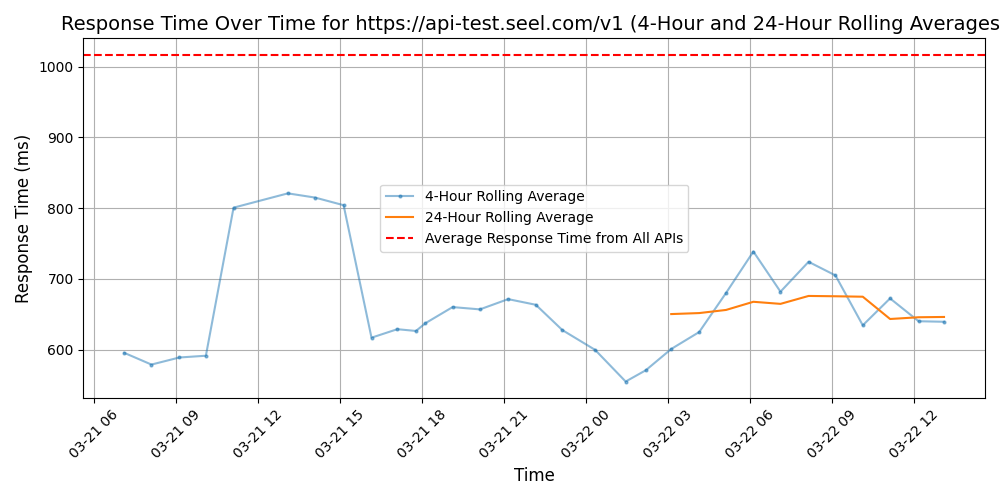 Response Time Over Time for https://api-test.seel.com/v1 (4-Hour and 24-Hour Rolling Averages
Response Time (ms)
1000
900
800
700
600
4-Hour Rolling Average
24-Hour Rolling Average
Average Response Time from All APIs
03-21 06
03-21 09
03-21 12
03-21 15
03-21 18
03-21 21
03-22 00
03-22 03
03-22 06
03-22 09
03-22 12
Time